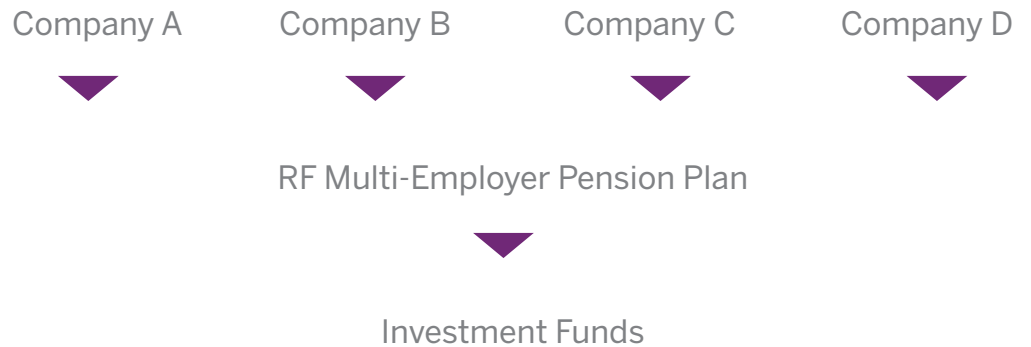 Company A Company B Company C Company D
RF Multi-Employer Pension Plan
Investment Funds